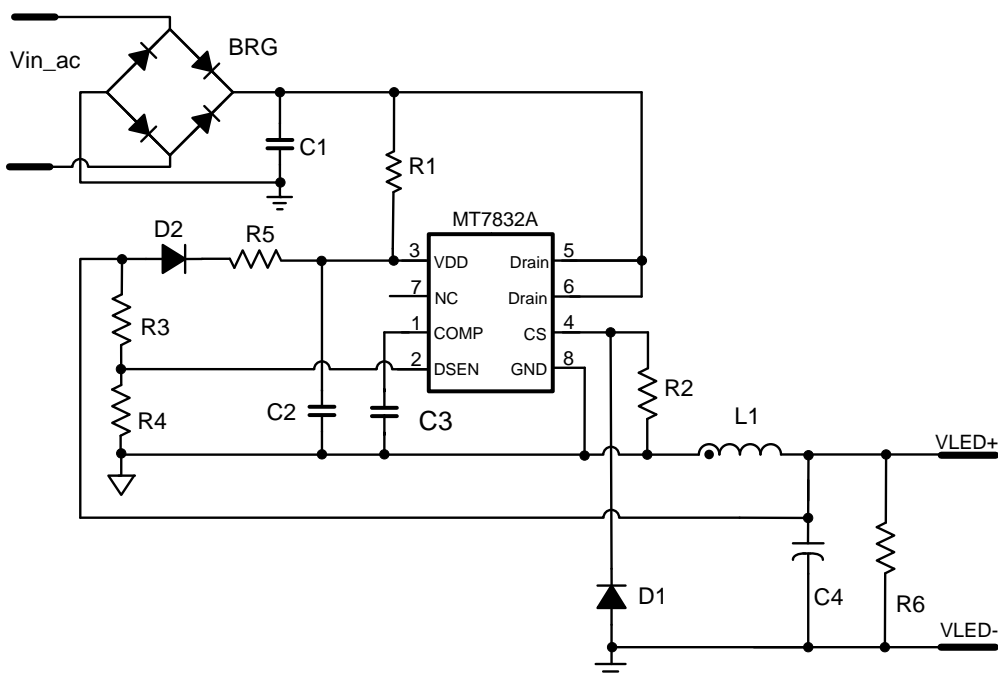 BRG
Vin_ac
C1
R1
MT7832A
D2
R5
3
VDD
Drain
5
7
NC
Drain
6
R3
1
COMP
CS
4
2
DSEN
GND
8
R2
R4
C2
C3
L1
VLED+
D1
C4
R6
VLED-